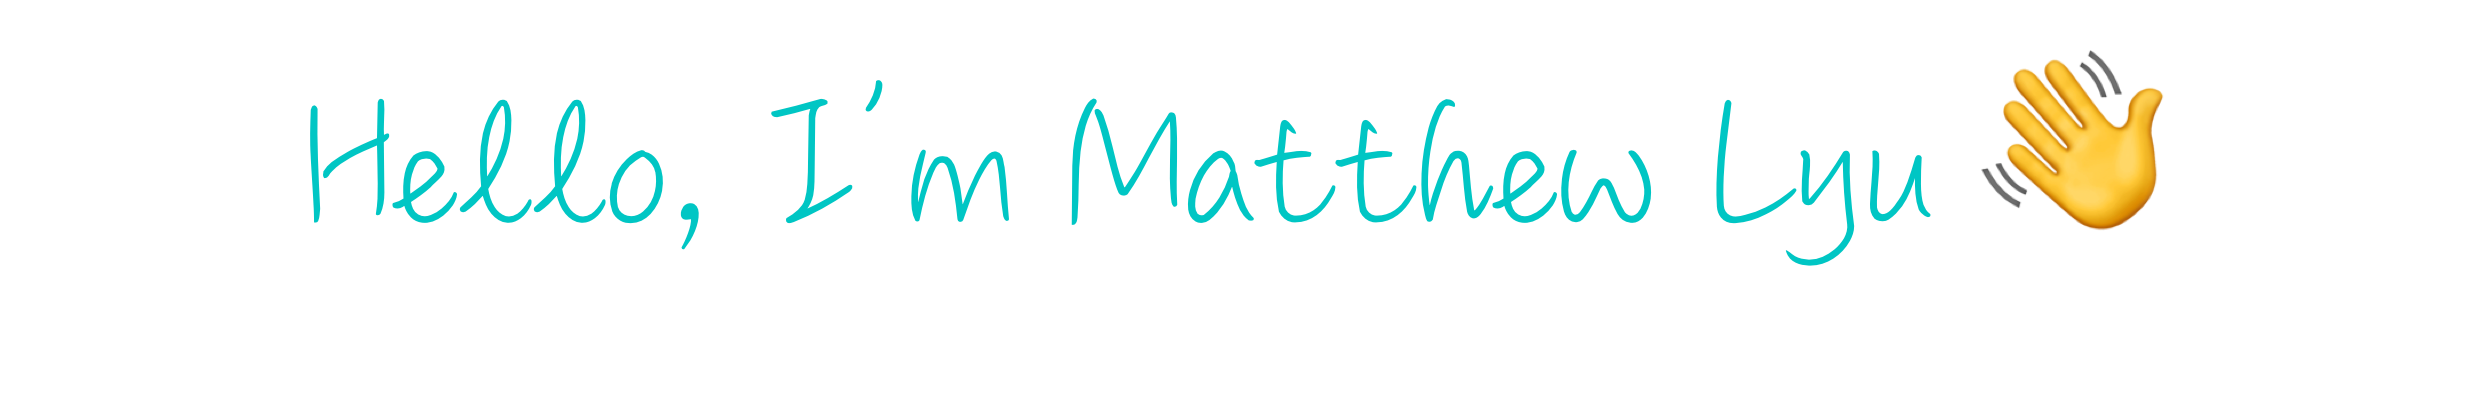 Hello, I'm Matthew Lyu 👋